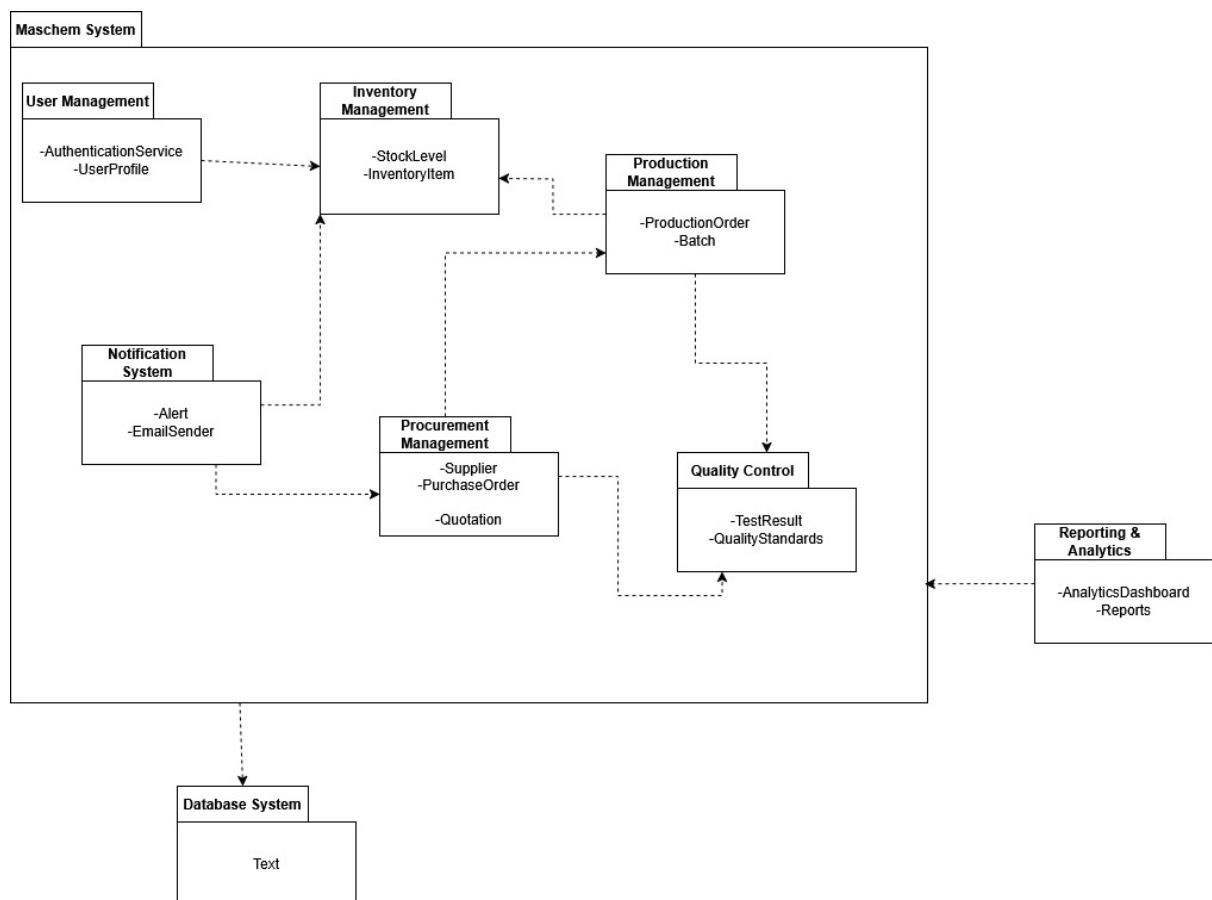 Maschem System
User Management
-AuthenticationService
-UserProfile
Inventory
Management
-StockLevel
-InventoryItem
Production
Management
-ProductionOrder
-Batch
Notification
System
-Alert
-EmailSender
Procurement
Management
-Supplier
-PurchaseOrder
-Quotation
Quality Control
-TestResult
-QualityStandards
Reporting &
Analytics
-AnalyticsDashboard
-Reports
Database System
Text